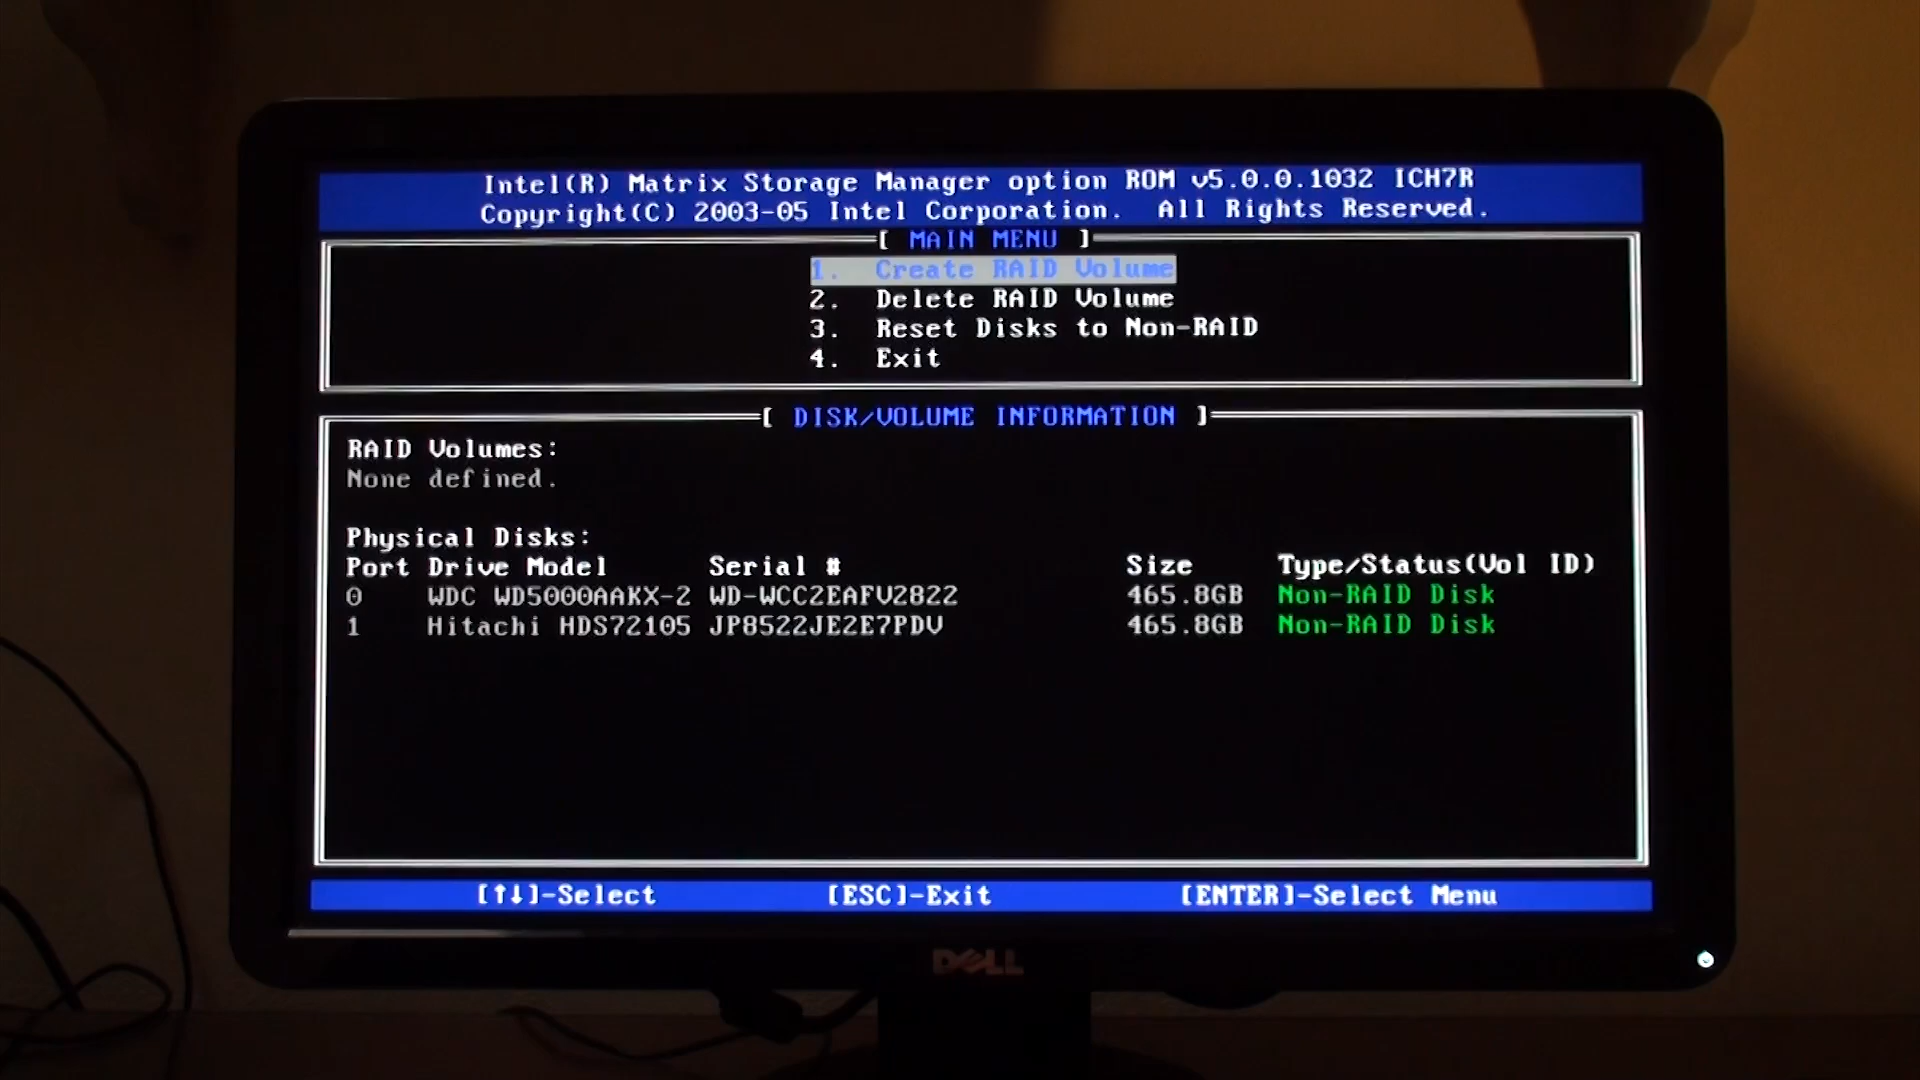 Intel(R) Matrix Storage Manager option ROM v5.0.0.1032 ICH7R
Copyright(C) 2003-05 Intel Corporation.  All Rights Reserved.
[ MAIN MENU ]
1.  Create RAID Volume
2.  Delete RAID Volume
3.  Reset Disks to Non-RAID
4.  Exit
[ DISK/VOLUME INFORMATION ]
RAID Volumes:
None defined.
Physical Disks:
Port Drive Model Serial # Size Type/Status(Vol ID)
0 WDC WD5000AAKX-2 WD-WCC2EAFV2822 465.8GB Non-RAID Disk
1 Hitachi HDS72105 JP8522JE2E7PDV 465.8GB Non-RAID Disk
[↑↓]-Select [ESC]-Exit [ENTER]-Select Menu
DELL